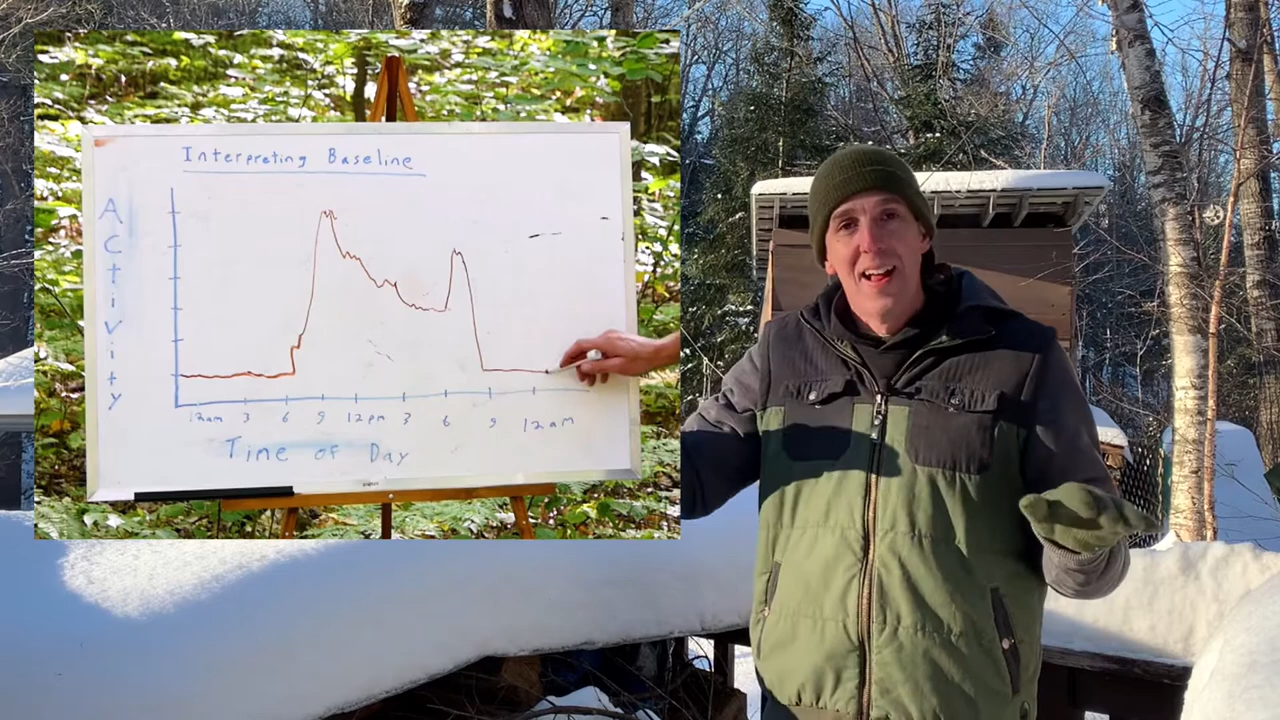 Interpreting Baseline
Activity
12am 3 6 9 12pm 3 6 9 12am
Time of Day